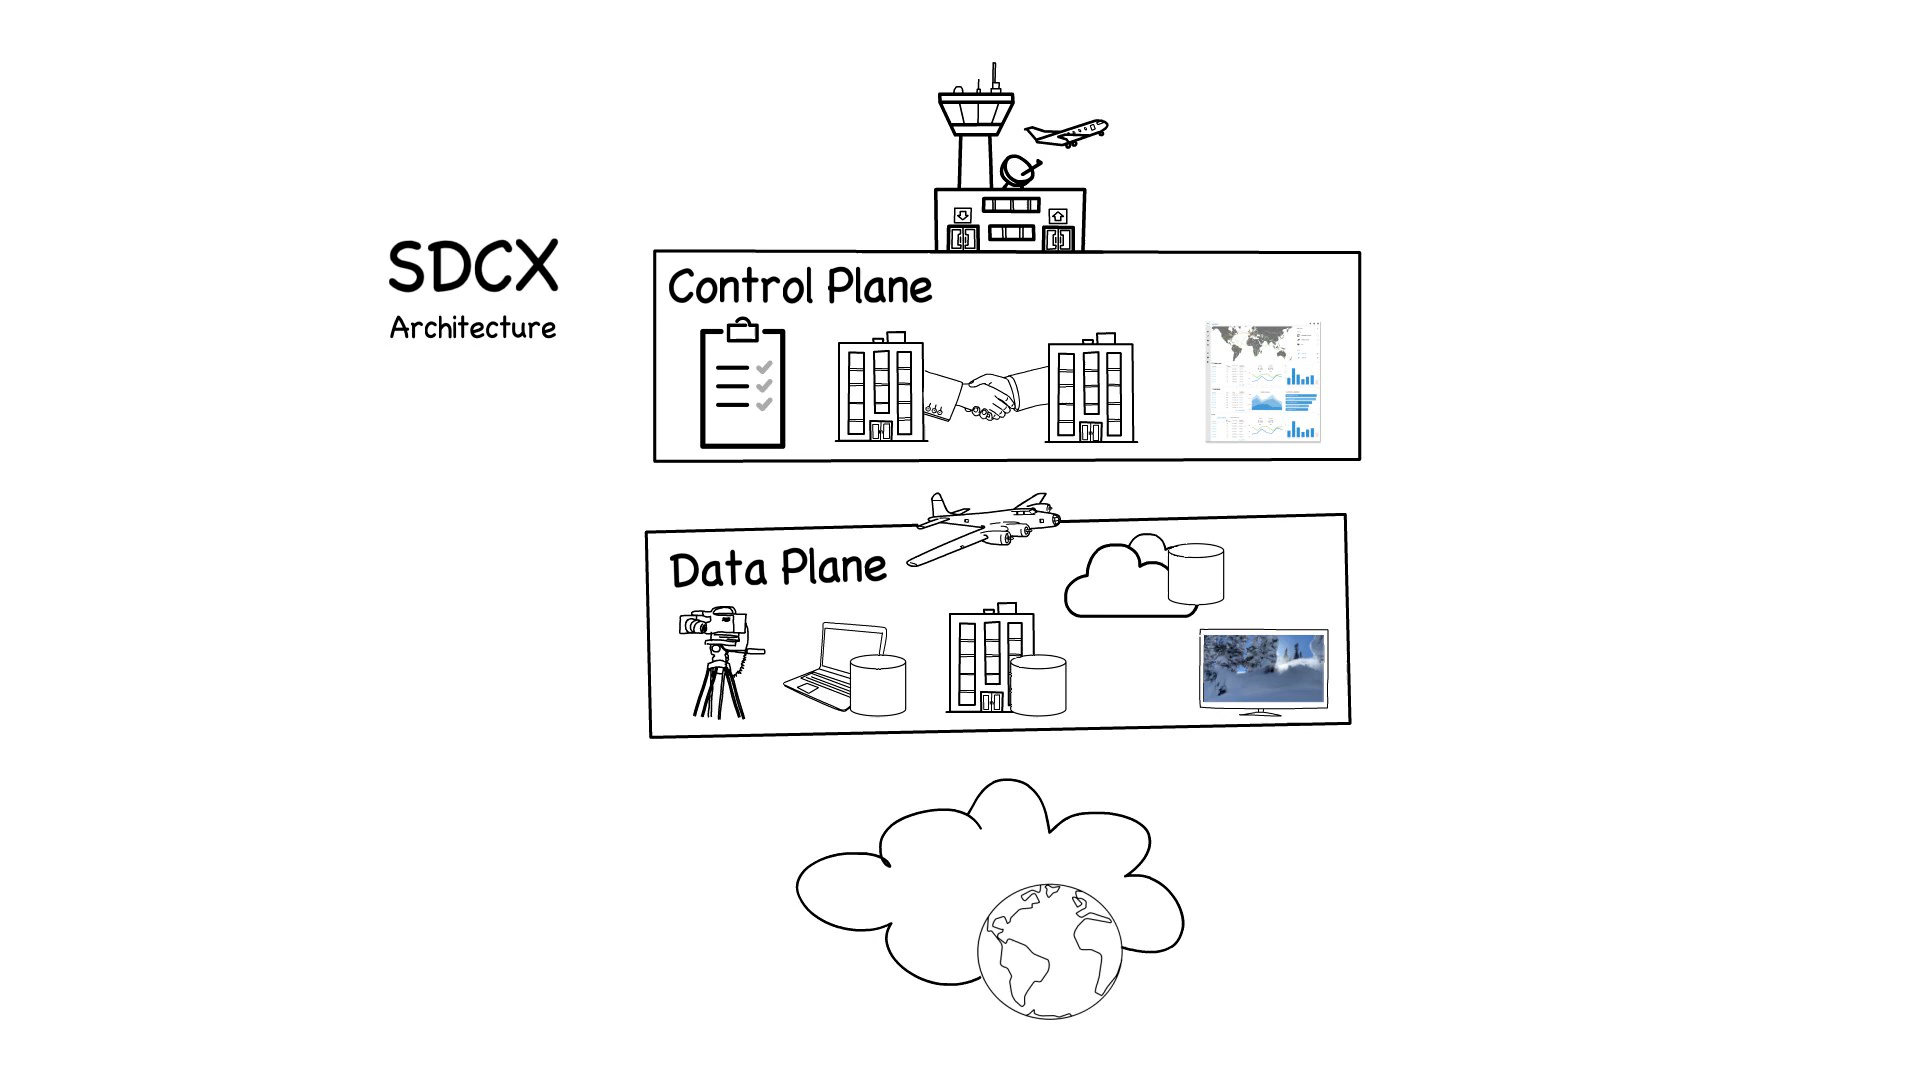 SDCX
Architecture
Control Plane
Data Plane